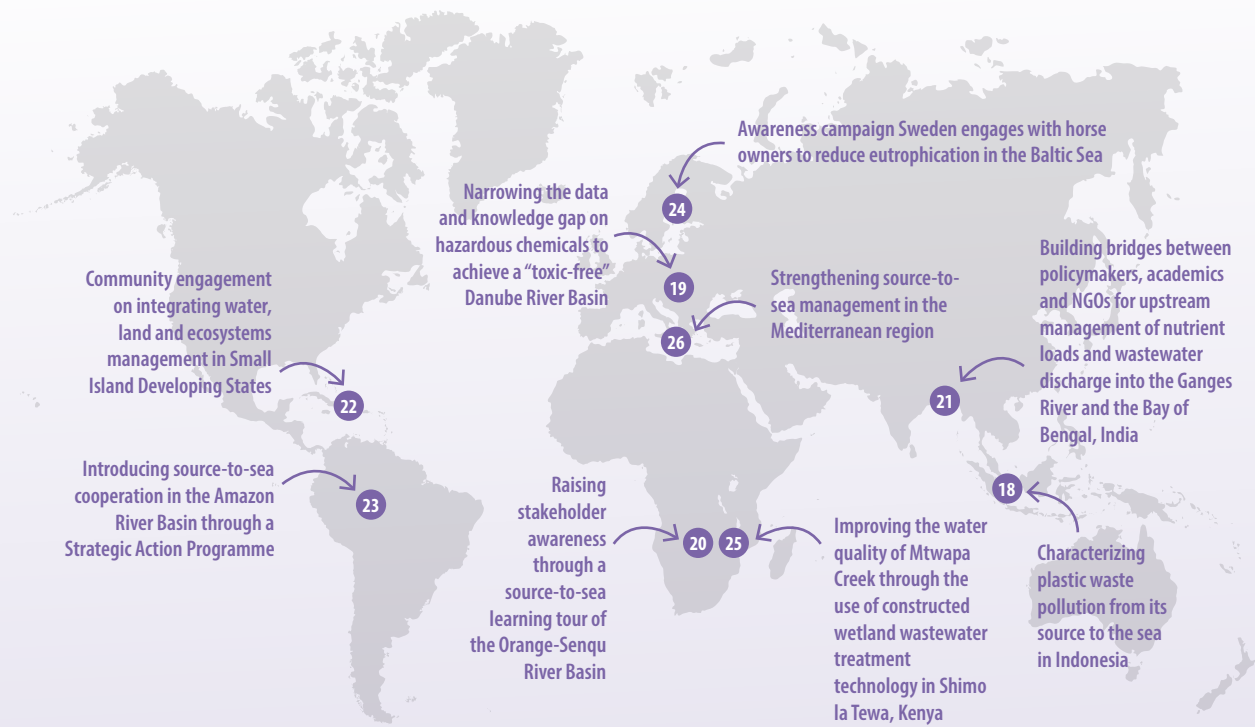 Awareness campaign Sweden engages with horse
owners to reduce eutrophication in the Baltic Sea
24
Narrowing the data
and knowledge gap on
hazardous chemicals to
achieve a “toxic-free”
Danube River Basin
19
Strengthening source-to-
sea management in the
Mediterranean region
26
Building bridges between
policymakers, academics
and NGOs for upstream
management of nutrient
loads and wastewater
discharge into the Ganges
River and the Bay of
Bengal, India
21
Community engagement
on integrating water,
land and ecosystems
management in Small
Island Developing States
22
Introducing source-to-sea
cooperation in the Amazon
River Basin through a
Strategic Action Programme
23
Raising
stakeholder
awareness
through a
source-to-sea
learning tour of
the Orange-Senqu
River Basin
20
25
Improving the water
quality of Mtwapa
Creek through the
use of constructed
wetland wastewater
treatment
technology in Shimo
la Tewa, Kenya
18
Characterizing
plastic waste
pollution from its
source to the sea
in Indonesia